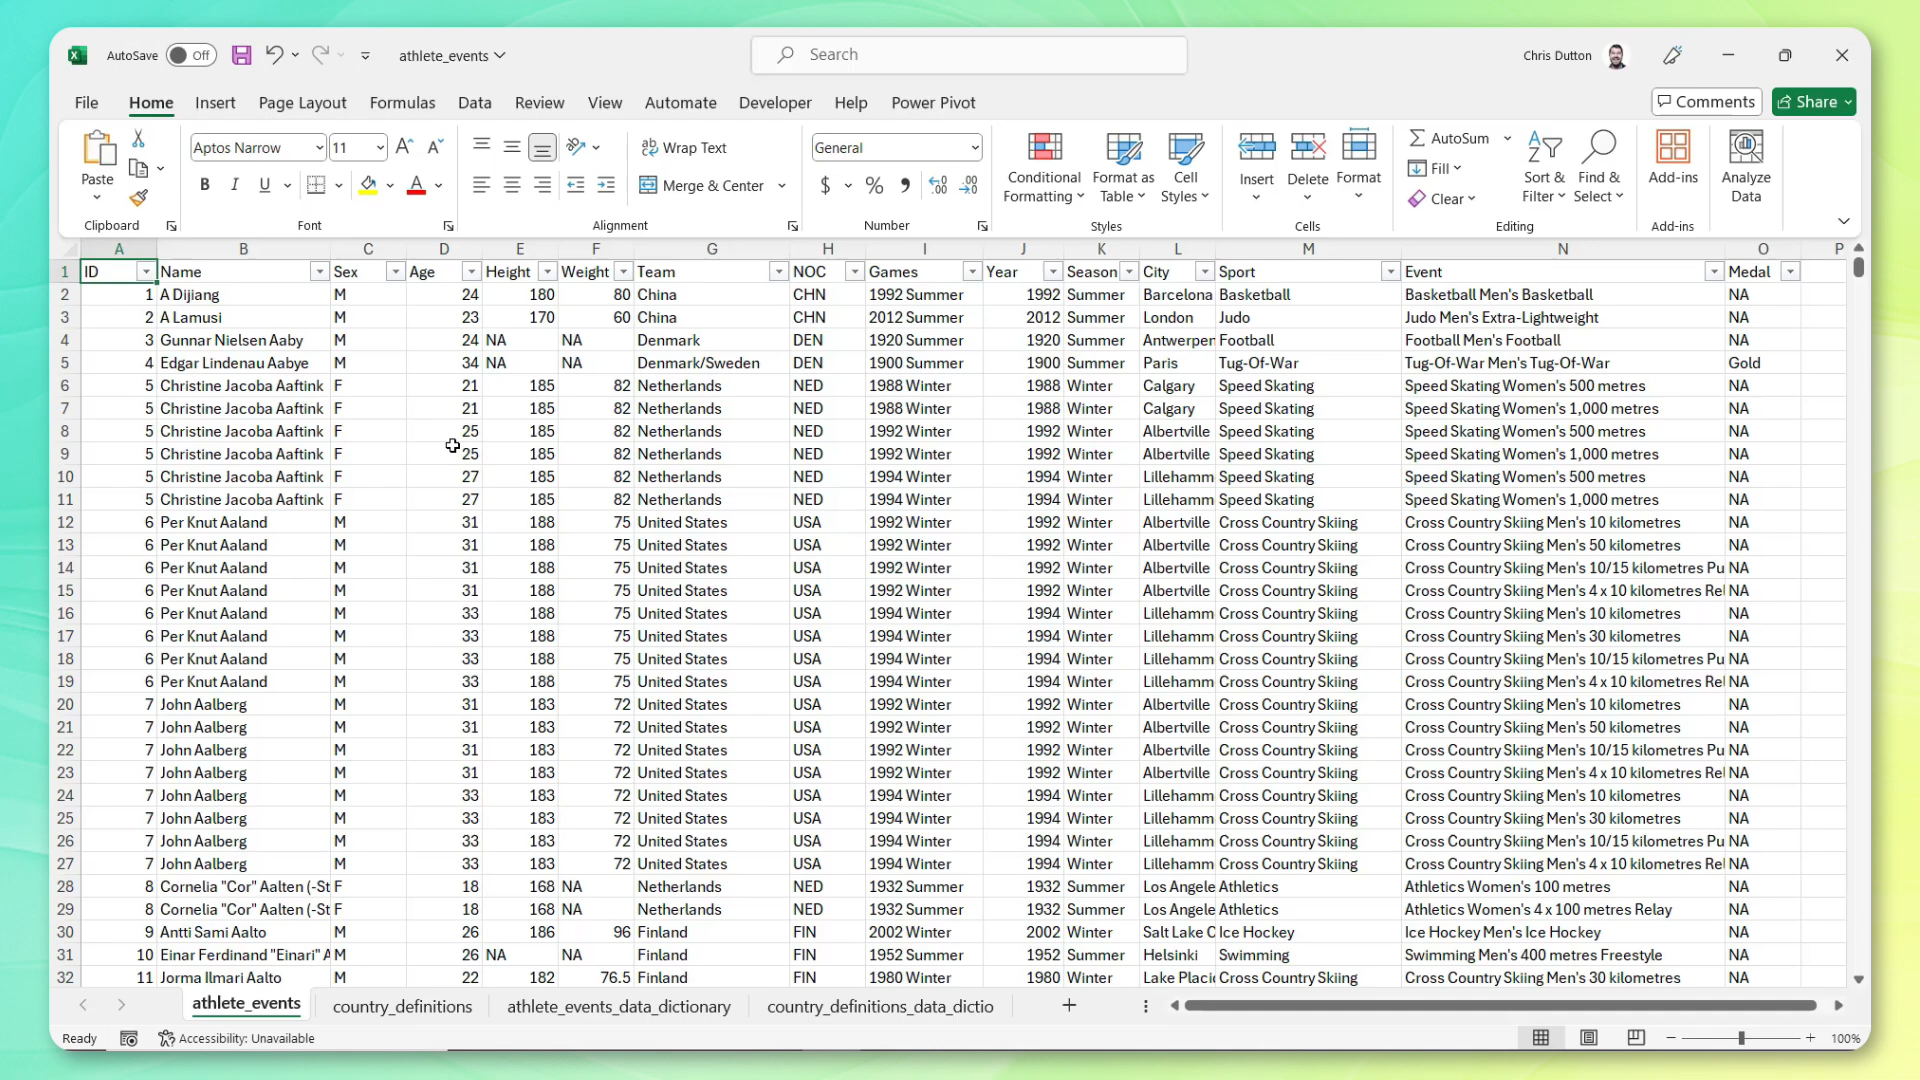 AutoSave Off athlete_events Search Chris Dutton
File Home Insert Page Layout Formulas Data Review View Automate Developer Help Power Pivot Comments Share
Paste Aptos Narrow 11 Wrap Text General Conditional Formatting Format as Table Cell Styles Insert Delete Format AutoSum Fill Clear Sort & Filter Find & Select Add-ins Analyze Data
B I U Merge & Center $ %
Clipboard Font Alignment Number Styles Cells Editing Add-ins
A B C D E F G H I J K L M N O P
1 ID Name Sex Age Height Weight Team NOC Games Year Season City Sport Event Medal
2 1 A Dijiang M 24 180 80 China CHN 1992 Summer 1992 Summer Barcelona Basketball Basketball Men's Basketball NA
3 2 A Lamusi M 23 170 60 China CHN 2012 Summer 2012 Summer London Judo Judo Men's Extra-Lightweight NA
4 3 Gunnar Nielsen Aaby M 24 NA NA Denmark DEN 1920 Summer 1920 Summer Antwerpen Football Football Men's Football NA
5 4 Edgar Lindenau Aabye M 34 NA NA Denmark/Sweden DEN 1900 Summer 1900 Summer Paris Tug-Of-War Tug-Of-War Men's Tug-Of-War Gold
6 5 Christine Jacoba Aaftink F 21 185 82 Netherlands NED 1988 Winter 1988 Winter Calgary Speed Skating Speed Skating Women's 500 metres NA
7 5 Christine Jacoba Aaftink F 21 185 82 Netherlands NED 1988 Winter 1988 Winter Calgary Speed Skating Speed Skating Women's 1,000 metres NA
8 5 Christine Jacoba Aaftink F 25 185 82 Netherlands NED 1992 Winter 1992 Winter Albertville Speed Skating Speed Skating Women's 500 metres NA
9 5 Christine Jacoba Aaftink F 25 185 82 Netherlands NED 1992 Winter 1992 Winter Albertville Speed Skating Speed Skating Women's 1,000 metres NA
10 5 Christine Jacoba Aaftink F 27 185 82 Netherlands NED 1994 Winter 1994 Winter Lillehamm Speed Skating Speed Skating Women's 500 metres NA
11 5 Christine Jacoba Aaftink F 27 185 82 Netherlands NED 1994 Winter 1994 Winter Lillehamm Speed Skating Speed Skating Women's 1,000 metres NA
12 6 Per Knut Aaland M 31 188 75 United States USA 1992 Winter 1992 Winter Albertville Cross Country Skiing Cross Country Skiing Men's 10 kilometres NA
13 6 Per Knut Aaland M 31 188 75 United States USA 1992 Winter 1992 Winter Albertville Cross Country Skiing Cross Country Skiing Men's 50 kilometres NA
14 6 Per Knut Aaland M 31 188 75 United States USA 1992 Winter 1992 Winter Albertville Cross Country Skiing Cross Country Skiing Men's 10/15 kilometres Pu NA
15 6 Per Knut Aaland M 31 188 75 United States USA 1992 Winter 1992 Winter Albertville Cross Country Skiing Cross Country Skiing Men's 4 x 10 kilometres Rel NA
16 6 Per Knut Aaland M 33 188 75 United States USA 1994 Winter 1994 Winter Lillehamm Cross Country Skiing Cross Country Skiing Men's 10 kilometres NA
17 6 Per Knut Aaland M 33 188 75 United States USA 1994 Winter 1994 Winter Lillehamm Cross Country Skiing Cross Country Skiing Men's 30 kilometres NA
18 6 Per Knut Aaland M 33 188 75 United States USA 1994 Winter 1994 Winter Lillehamm Cross Country Skiing Cross Country Skiing Men's 10/15 kilometres Pu NA
19 6 Per Knut Aaland M 33 188 75 United States USA 1994 Winter 1994 Winter Lillehamm Cross Country Skiing Cross Country Skiing Men's 4 x 10 kilometres Rel NA
20 7 John Aalberg M 31 183 72 United States USA 1992 Winter 1992 Winter Albertville Cross Country Skiing Cross Country Skiing Men's 10 kilometres NA
21 7 John Aalberg M 31 183 72 United States USA 1992 Winter 1992 Winter Albertville Cross Country Skiing Cross Country Skiing Men's 50 kilometres NA
22 7 John Aalberg M 31 183 72 United States USA 1992 Winter 1992 Winter Albertville Cross Country Skiing Cross Country Skiing Men's 10/15 kilometres Pu NA
23 7 John Aalberg M 31 183 72 United States USA 1992 Winter 1992 Winter Albertville Cross Country Skiing Cross Country Skiing Men's 4 x 10 kilometres Rel NA
24 7 John Aalberg M 33 183 72 United States USA 1994 Winter 1994 Winter Lillehamm Cross Country Skiing Cross Country Skiing Men's 10 kilometres NA
25 7 John Aalberg M 33 183 72 United States USA 1994 Winter 1994 Winter Lillehamm Cross Country Skiing Cross Country Skiing Men's 30 kilometres NA
26 7 John Aalberg M 33 183 72 United States USA 1994 Winter 1994 Winter Lillehamm Cross Country Skiing Cross Country Skiing Men's 10/15 kilometres Pu NA
27 7 John Aalberg M 33 183 72 United States USA 1994 Winter 1994 Winter Lillehamm Cross Country Skiing Cross Country Skiing Men's 4 x 10 kilometres Rel NA
28 8 Cornelia "Cor" Aalten (-St F 18 168 NA Netherlands NED 1932 Summer 1932 Summer Los Angele Athletics Athletics Women's 100 metres NA
29 8 Cornelia "Cor" Aalten (-St F 18 168 NA Netherlands NED 1932 Summer 1932 Summer Los Angele Athletics Athletics Women's 4 x 100 metres Relay NA
30 9 Antti Sami Aalto M 26 186 96 Finland FIN 2002 Winter 2002 Winter Salt Lake C Ice Hockey Ice Hockey Men's Ice Hockey NA
31 10 Einar Ferdinand "Einari" A M 26 NA NA Finland FIN 1952 Summer 1952 Summer Helsinki Swimming Swimming Men's 400 metres Freestyle NA
32 11 Jorma Ilmari Aalto M 22 182 76.5 Finland FIN 1980 Winter 1980 Winter Lake Placi Cross Country Skiing Cross Country Skiing Men's 30 kilometres NA
athlete_events country_definitions athlete_events_data_dictionary country_definitions_data_dictio
Ready Accessibility: Unavailable 100%